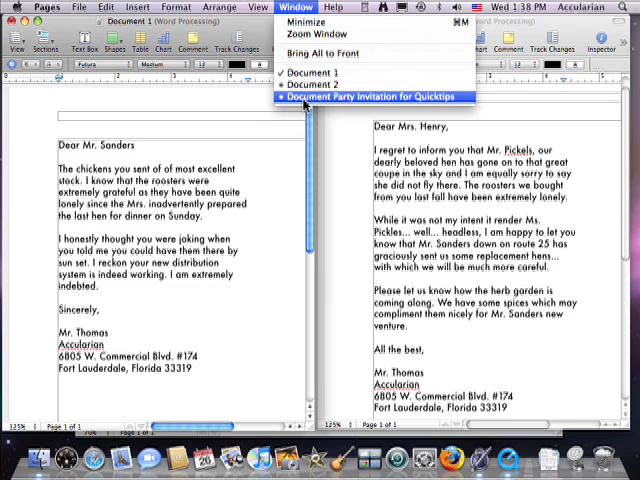 Pages File Edit Insert Format Arrange View Window Help Wed 1:38 PM Accularian
Document 1 (Word Processing)
View Sections Text Box Shapes Table Chart Comment Track Changes
Comment Track Changes Inspector
Futura Medium 12
Minimize ⌘M
Zoom Window
Bring All to Front
✓ Document 1
Document 2
Document Party Invitation for Quicktips
Dear Mr. Sanders
The chickens you sent of of most excellent
stock. I know that the roosters were
extremely grateful as they have been quite
lonely since the Mrs. inadvertently prepared
the last hen for dinner on Sunday.
I honestly thought you were joking when
you told me you could have them there by
sun set. I reckon your new distribution
system is indeed working. I am extremely
indebted.
Sincerely,
Mr. Thomas
Accularian
6805 W. Commercial Blvd. #174
Fort Lauderdale, Florida 33319
Dear Mrs. Henry,
I regret to inform you that Mr. Pickels, our
dearly beloved hen has gone on to that great
coupe in the sky and I am equally sorry to say
she did not fly there. The roosters we bought
from you last fall have been extremely lonely.
While it was not my intent it render Ms.
Pickles... well... headless, I am happy to let you
know that Mr. Sanders down on route 25 has
graciously sent us some replacement hens...
with which we will be much more careful.
Please let us know how the herb garden is
coming along. We have some spices which may
compliment them nicely for Mr. Sanders new
venture.
All the best,
Mr. Thomas
Accularian
6805 W. Commercial Blvd. #174
Fort Lauderdale, Florida 33319
125% Page 1 of 1
125% Page 1 of 1
70% Page 1 of 1
26